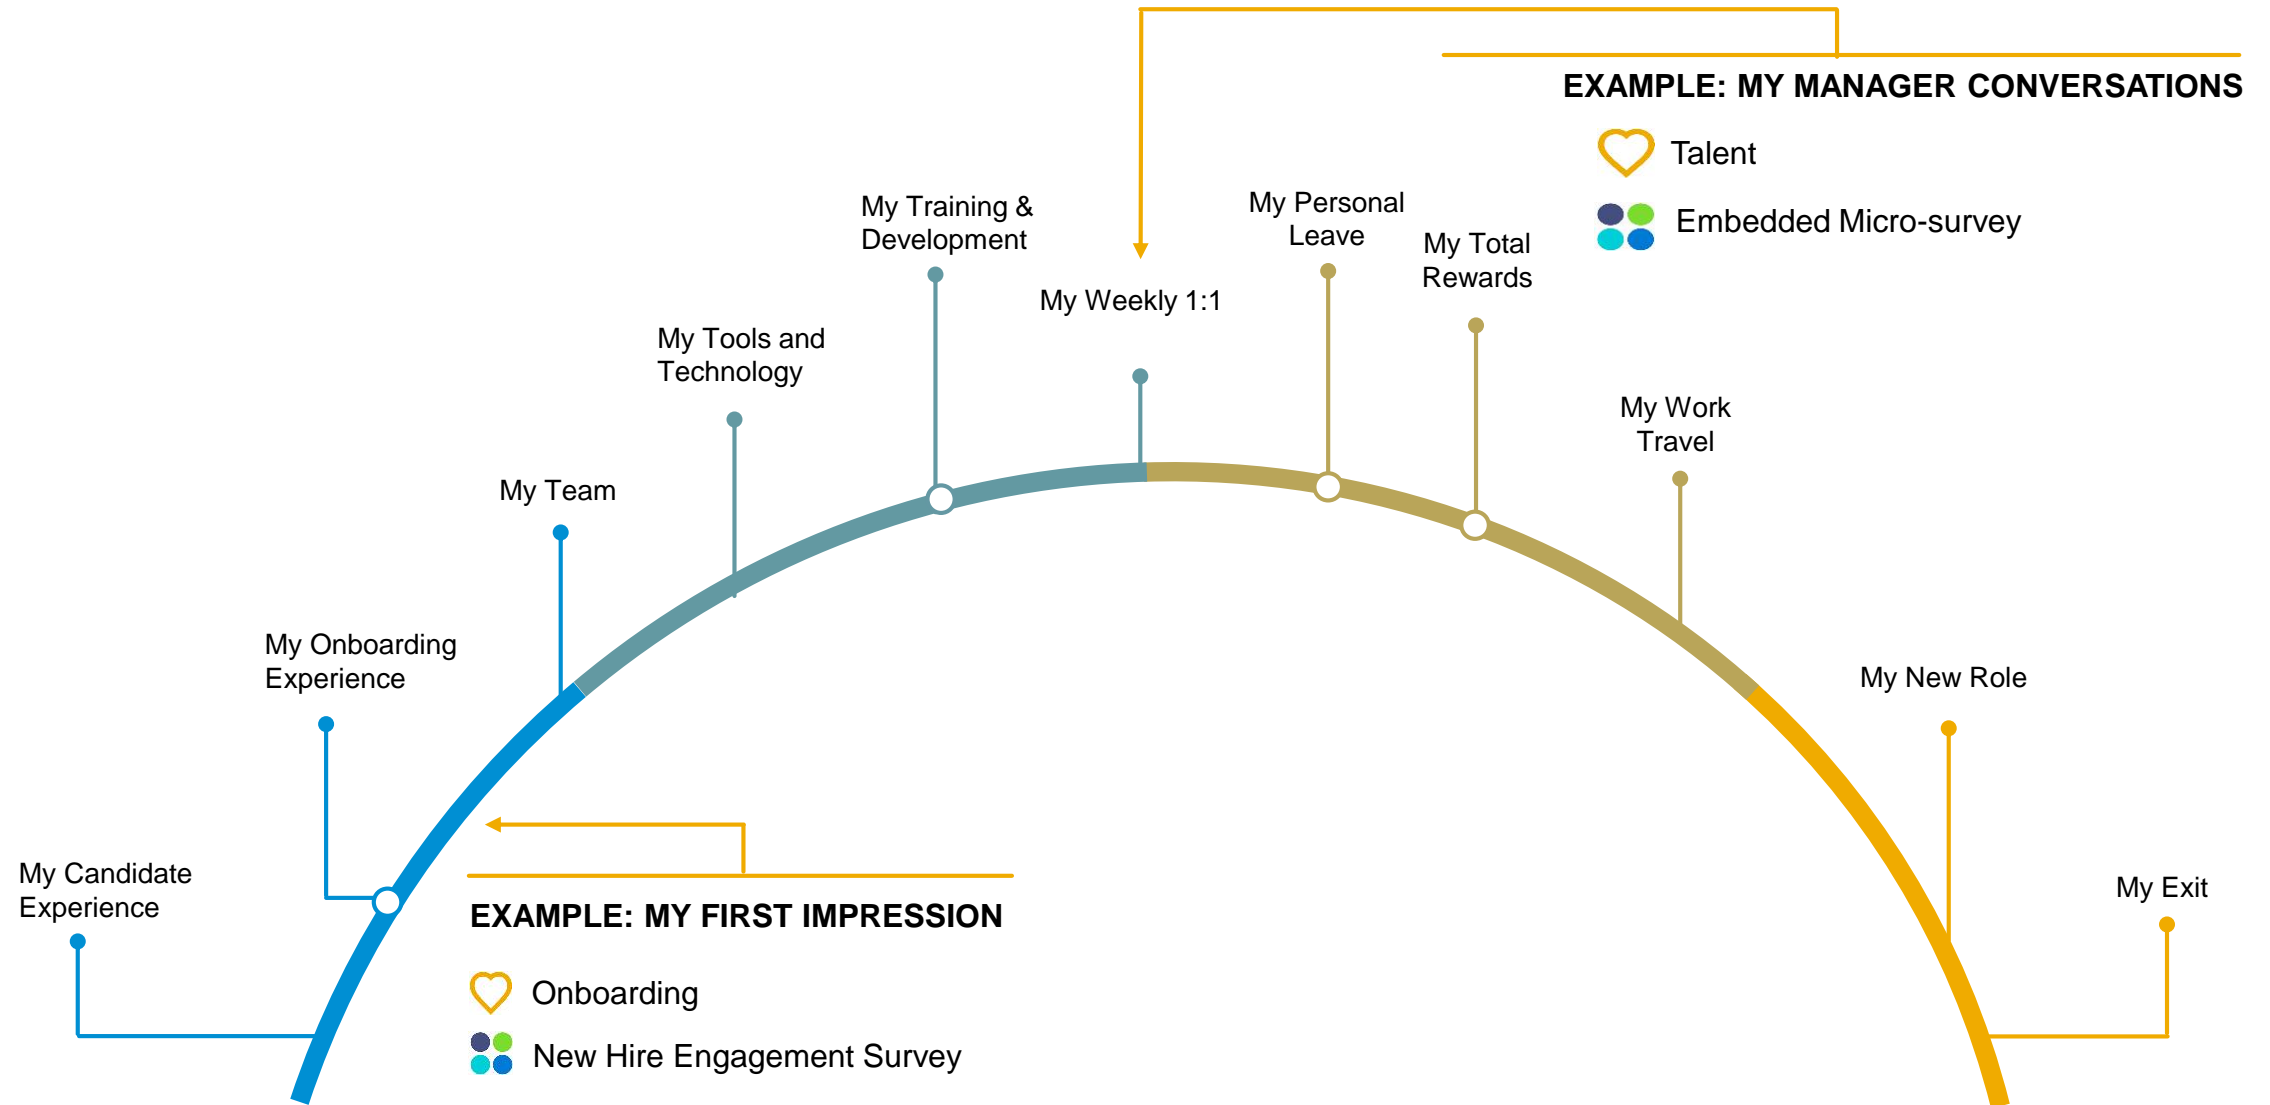 EXAMPLE: MY MANAGER CONVERSATIONS
Talent
Embedded Micro-survey
My Candidate
Experience
My Onboarding
Experience
My Team
My Tools and
Technology
My Training &
Development
My Weekly 1:1
My Personal
Leave
My Total
Rewards
My Work
Travel
My New Role
My Exit
EXAMPLE: MY FIRST IMPRESSION
Onboarding
New Hire Engagement Survey